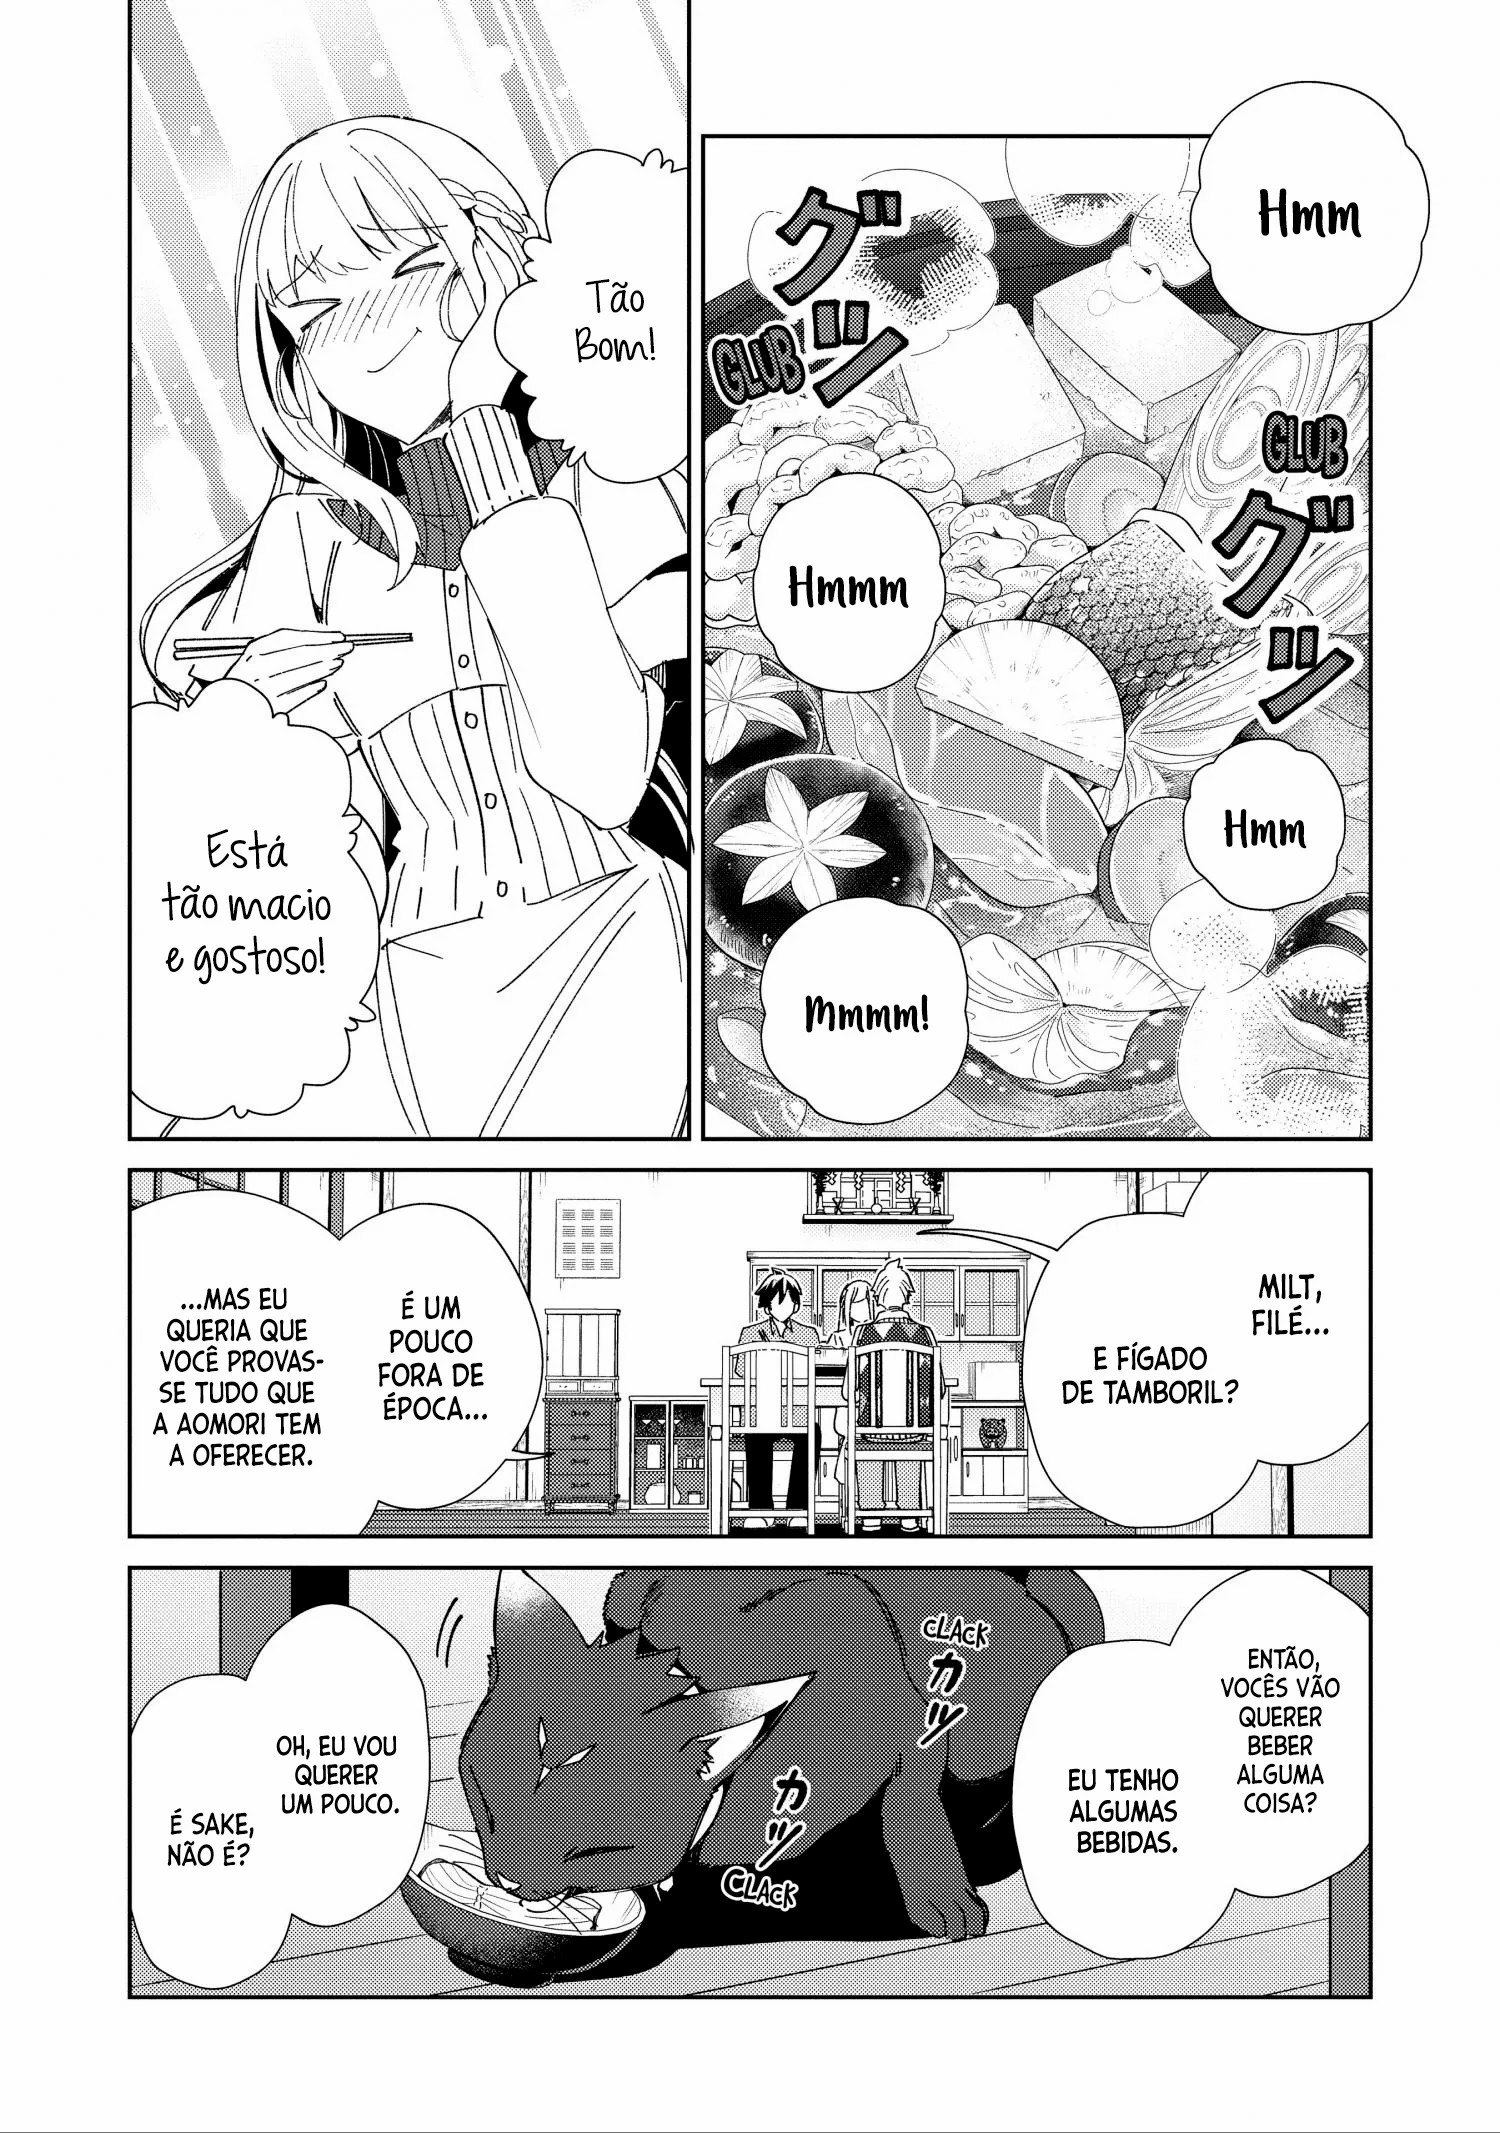 Hmm
グッ
GLUB
GLUB
グッ
Hmmm
Hmm
Mmmm!
Tão
Bom!
Está
tão macio
e gostoso!
MILT,
FILÉ...
E FÍGADO
DE TAMBORIL?
É UM
POUCO
FORA DE
ÉPOCA...
...MAS EU
QUERIA QUE
VOCÊ PROVAS-
SE TUDO QUE
A AOMORI TEM
A OFERECER.
ENTÃO,
VOCÊS VÃO
QUERER
BEBER
ALGUMA
COISA?
EU TENHO
ALGUMAS
BEBIDAS.
CLACK
カッ
カッ
CLACK
OH, EU VOU
QUERER
UM POUCO.
É SAKE,
NÃO É?